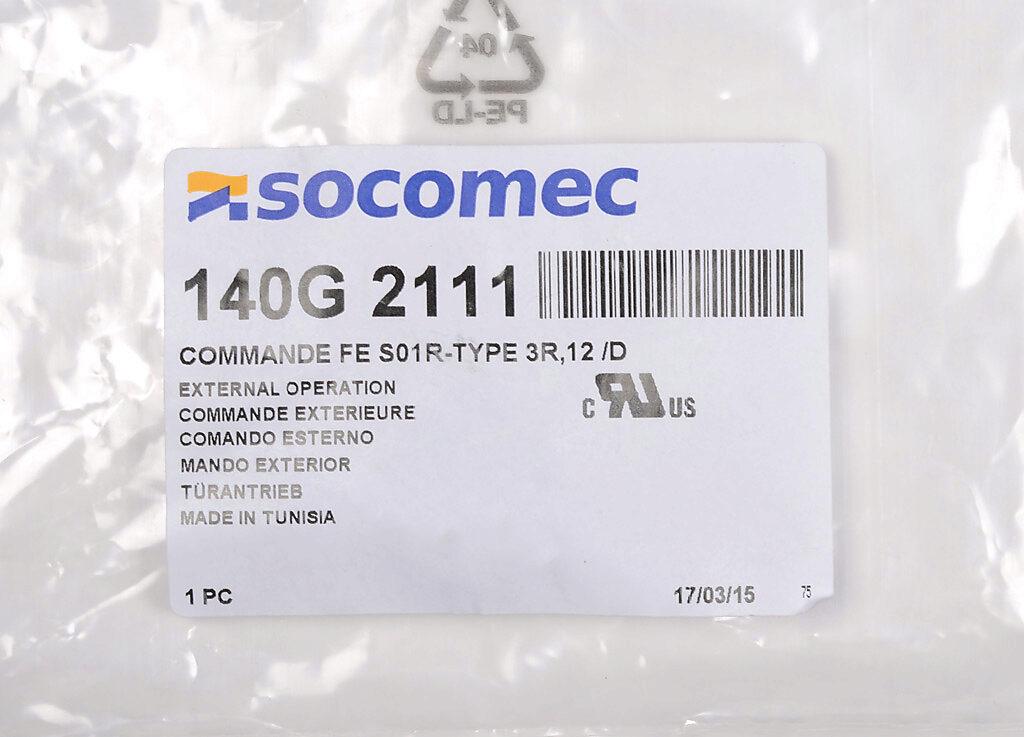 04
PE-LD
socomec
140G 2111
COMMANDE FE S01R-TYPE 3R,12 /D
EXTERNAL OPERATION
COMMANDE EXTERIEURE
COMANDO ESTERNO
MANDO EXTERIOR
TÜRANTRIEB
MADE IN TUNISIA
C RU US
1 PC 17/03/15 75